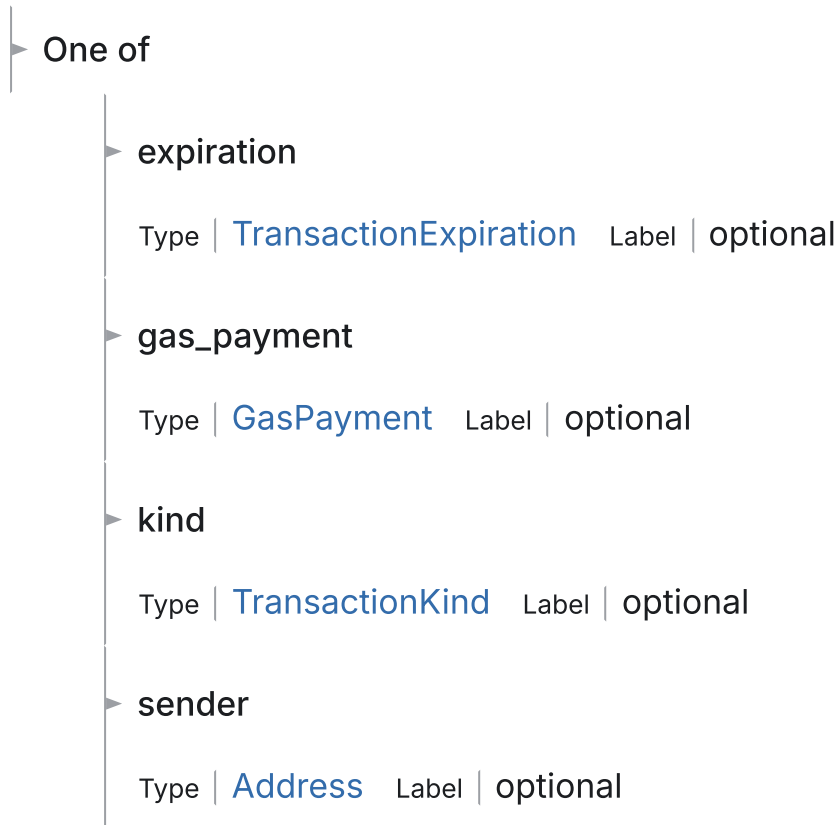 One of
expiration
Type TransactionExpiration Label optional
gas_payment
Type GasPayment Label optional
kind
Type TransactionKind Label optional
sender
Type Address Label optional